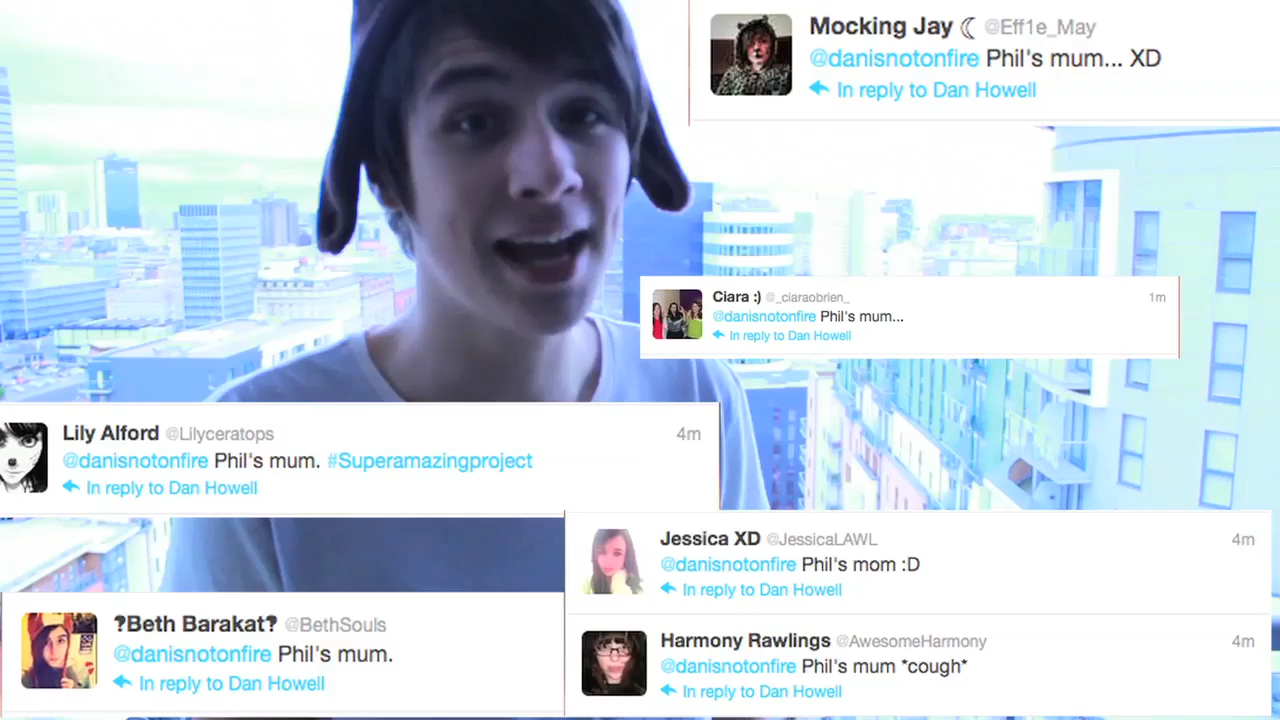 Mocking Jay ☾ @Eff1e_May
@danisnotonfire Phil's mum... XD
In reply to Dan Howell
Ciara :) @_ciaraobrien_ 1m
@danisnotonfire Phil's mum...
In reply to Dan Howell
Lily Alford @Lilyceratops 4m
@danisnotonfire Phil's mum. #Superamazingproject
In reply to Dan Howell
Jessica XD @JessicaLAWL 4m
@danisnotonfire Phil's mom :D
In reply to Dan Howell
‽Beth Barakat‽ @BethSouls
@danisnotonfire Phil's mum.
In reply to Dan Howell
Harmony Rawlings @AwesomeHarmony 4m
@danisnotonfire Phil's mum *cough*
In reply to Dan Howell